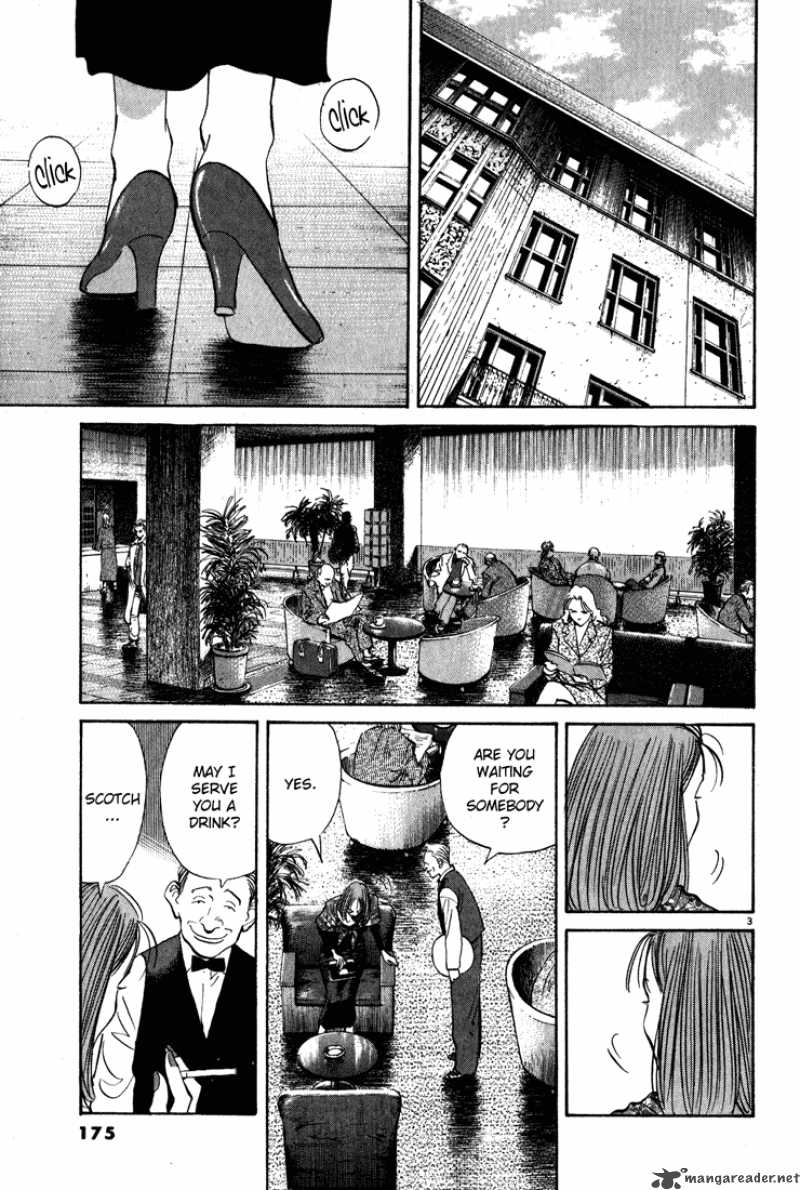 click
click
ARE YOU
WAITING
FOR
SOMEBODY
?
YES.
MAY I
SERVE
YOU A
DRINK?
SCOTCH
...
3
175
mangareader.net